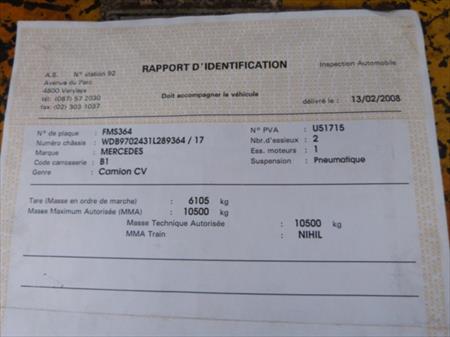 RAPPORT D'IDENTIFICATION
A.S. N° station 92
Avenue du Parc
4800 Verviers
tél: (087) 57 2030
fax: (02) 303 1037
Inspection Automobile
Doit accompagner le véhicule
délivré le : 13/02/2008
N° de plaque : FMS364
N° PVA : U51715
Numéro châssis : WDB9702431L289364 / 17
Nbr.d'essieux : 2
Marque : MERCEDES
Ess. moteurs : 1
Code carrosserie : B1
Suspension : Pneumatique
Genre : Camion CV
Tare (Masse en ordre de marche) : 6105 kg
Masse Maximum Autorisée (MMA) : 10500 kg
Masse Technique Autorisée : 10500 kg
MMA Train : NIHIL